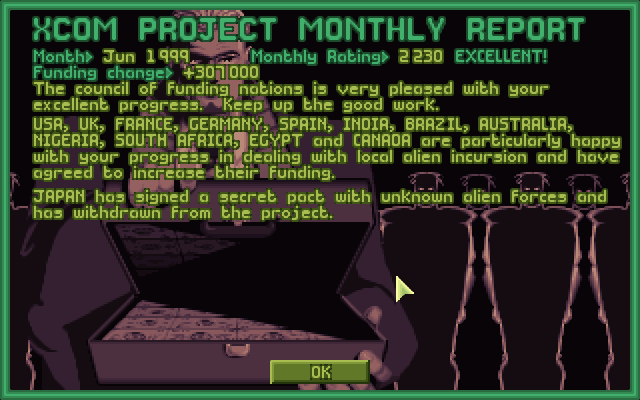 XCOM PROJECT MONTHLY REPORT
Month> Jun 1999 Monthly Rating> 2230 EXCELLENT!
Funding change> +307000
The council of funding nations is very pleased with your
excellent progress. Keep up the good work.
USA, UK, FRANCE, GERMANY, SPAIN, INDIA, BRAZIL, AUSTRALIA,
NIGERIA, SOUTH AFRICA, EGYPT and CANADA are particularly happy
with your progress in dealing with local alien incursion and have
agreed to increase their funding.
JAPAN has signed a secret pact with unknown alien forces and
has withdrawn from the project.
OK